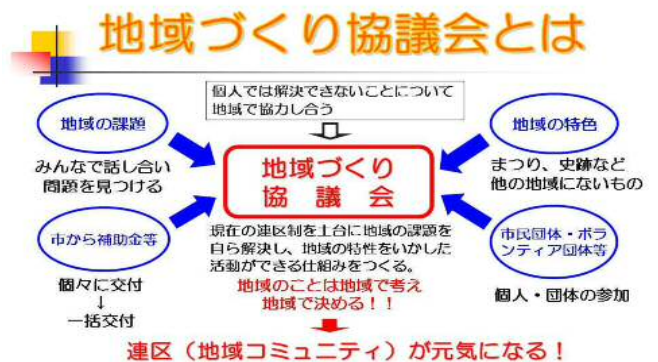 地域づくり協議会とは
個人では解決できないことについて
地域で協力し合う
地域の課題
みんなで話し合い
問題を見つける
地域の特色
まつり、史跡など
他の地域にないもの
地域づくり
協議会
市から補助金等
個々に交付
↓
一括交付
現在の連区制を土台に地域の課題を
自ら解決し、地域の特性をいかした
活動ができる仕組みをつくる。
地域のことは地域で考え
地域で決める！！
市民団体・ボラ
ンティア団体等
個人・団体の参加
連区（地域コミュニティ）が元気になる！